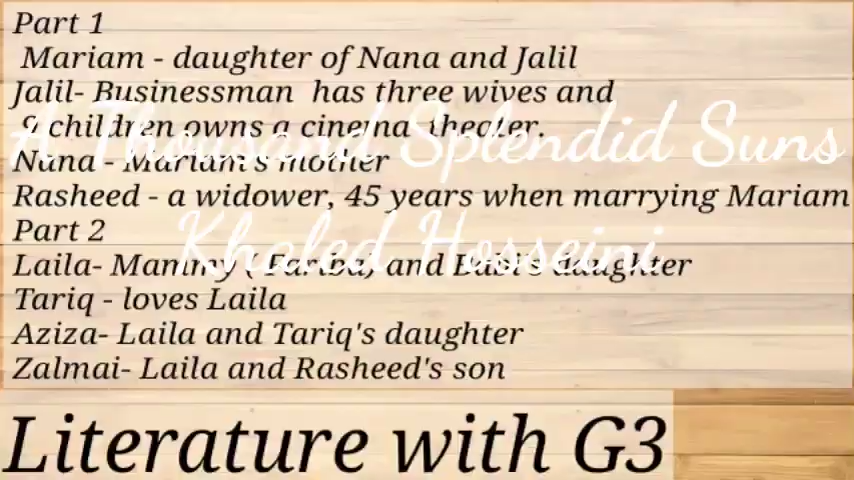 Part 1
Mariam - daughter of Nana and Jalil
Jalil- Businessman has three wives and
9 children owns a cinema theater.
A Thousand Splendid Suns
Nana - Mariam's mother
Rasheed - a widower, 45 years when marrying Mariam
Part 2
Khaled Hosseini
Laila- Mammy ( Fariba) and Babi's daughter
Tariq - loves Laila
Aziza- Laila and Tariq's daughter
Zalmai- Laila and Rasheed's son
Literature with G3